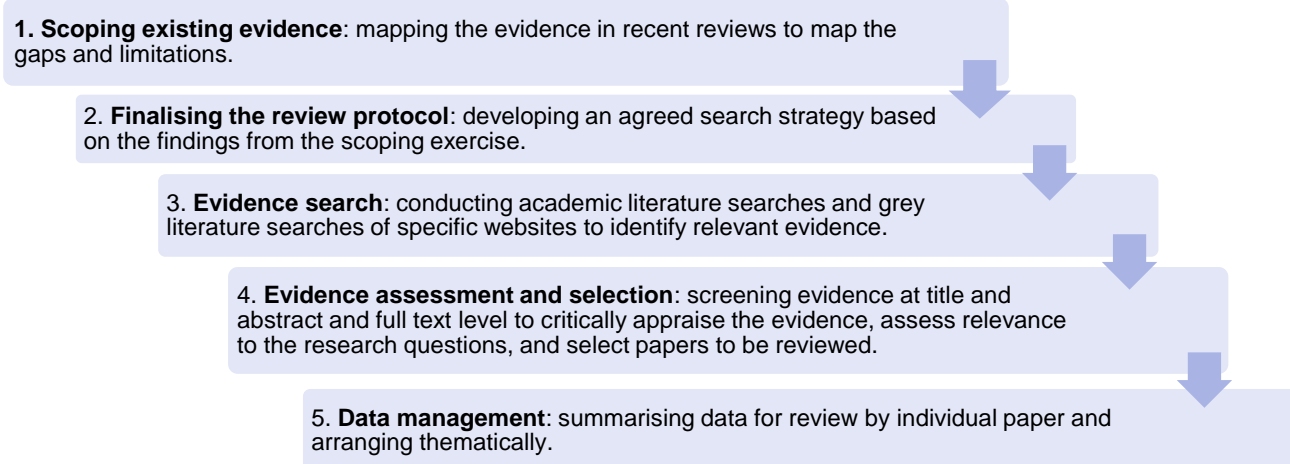 1. Scoping existing evidence: mapping the evidence in recent reviews to map the
gaps and limitations.
2. Finalising the review protocol: developing an agreed search strategy based
on the findings from the scoping exercise.
3. Evidence search: conducting academic literature searches and grey
literature searches of specific websites to identify relevant evidence.
4. Evidence assessment and selection: screening evidence at title and
abstract and full text level to critically appraise the evidence, assess relevance
to the research questions, and select papers to be reviewed.
5. Data management: summarising data for review by individual paper and
arranging thematically.